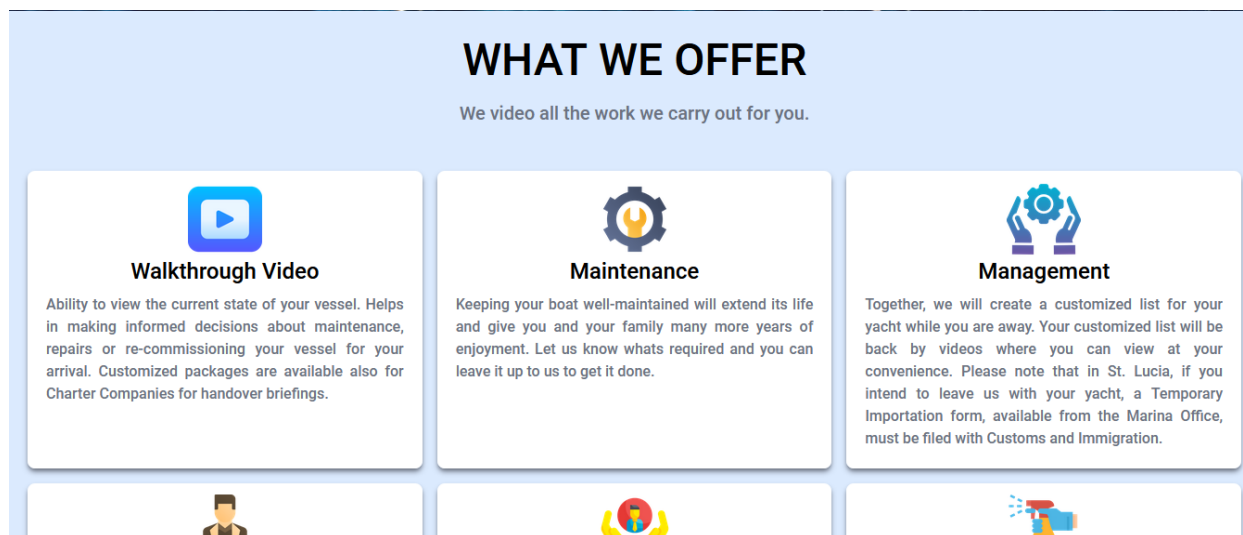 WHAT WE OFFER
We video all the work we carry out for you.
Walkthrough Video
Ability to view the current state of your vessel. Helps
in making informed decisions about maintenance,
repairs or re-commissioning your vessel for your
arrival. Customized packages are available also for
Charter Companies for handover briefings.
Maintenance
Keeping your boat well-maintained will extend its life
and give you and your family many more years of
enjoyment. Let us know whats required and you can
leave it up to us to get it done.
Management
Together, we will create a customized list for your
yacht while you are away. Your customized list will be
back by videos where you can view at your
convenience. Please note that in St. Lucia, if you
intend to leave us with your yacht, a Temporary
Importation form, available from the Marina Office,
must be filed with Customs and Immigration.